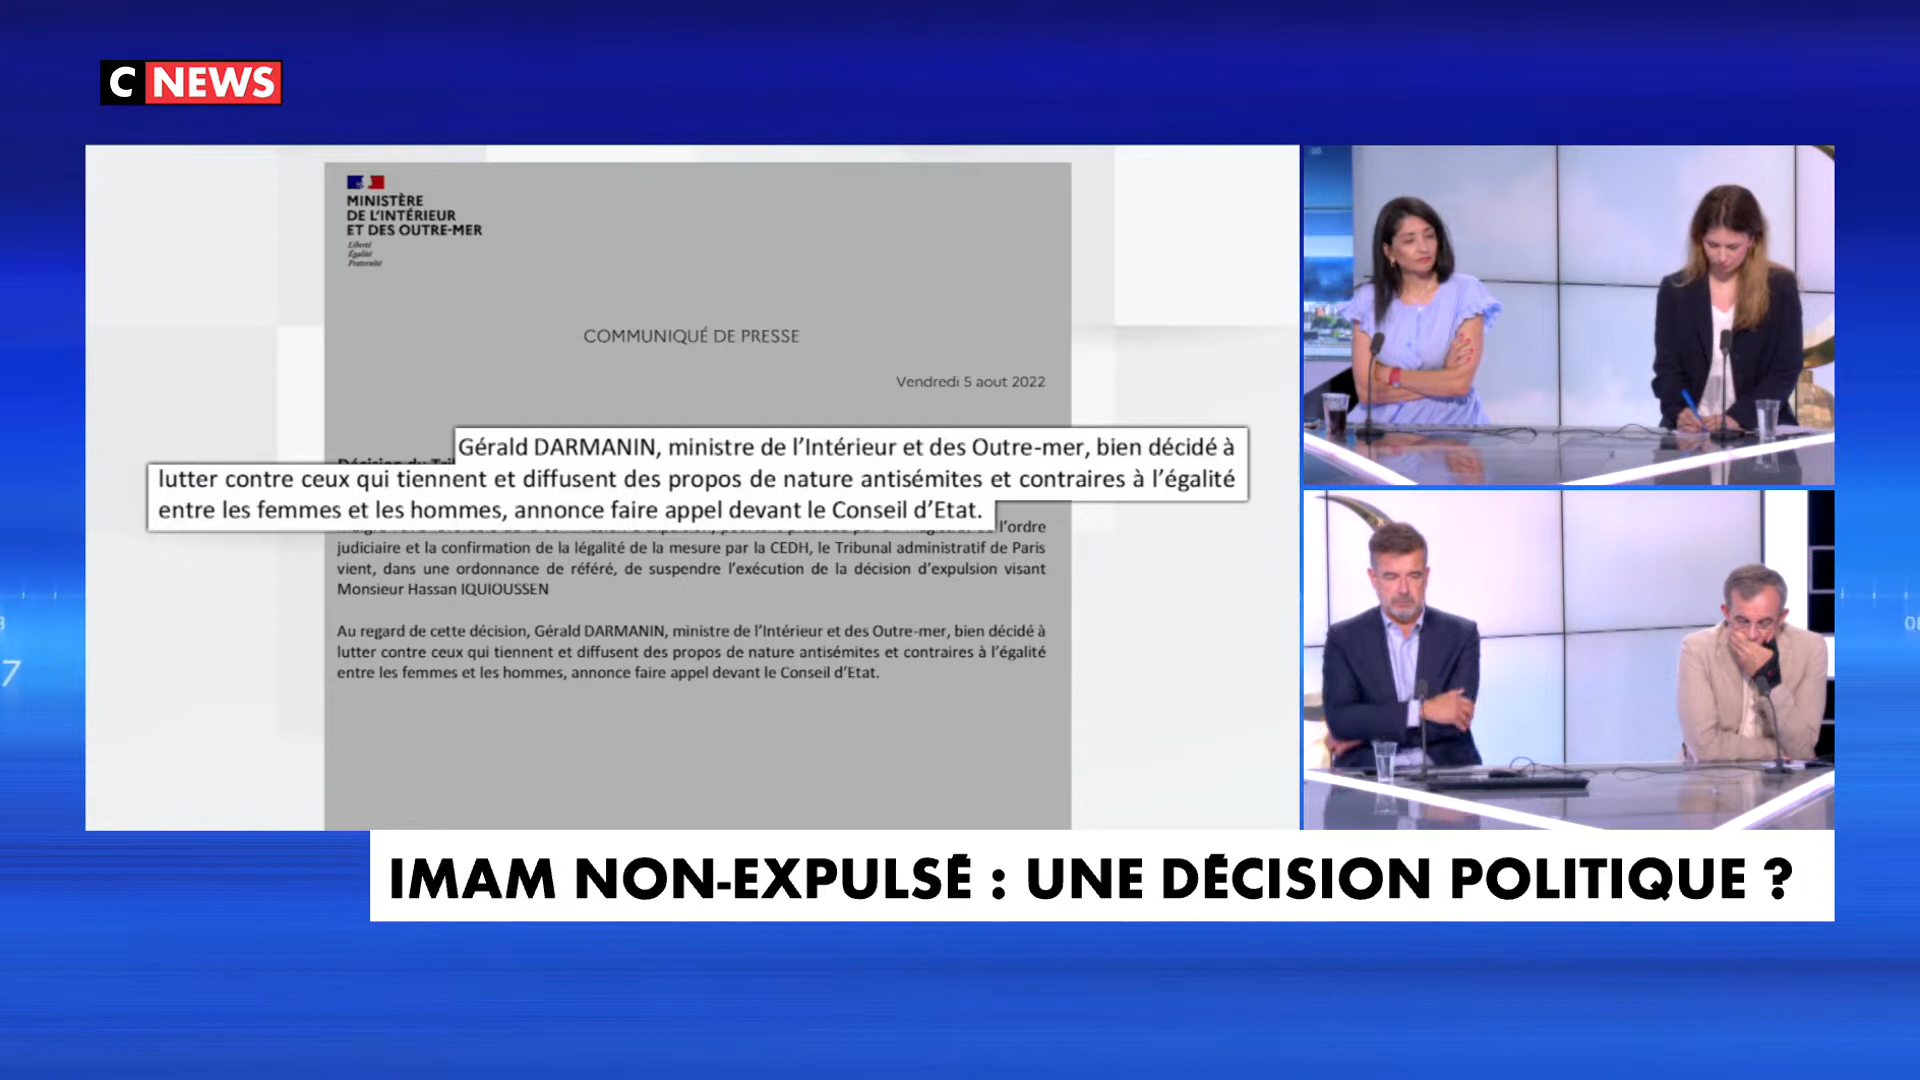 C NEWS
MINISTÈRE
DE L'INTÉRIEUR
ET DES OUTRE-MER
Liberté
Égalité
Fraternité
COMMUNIQUÉ DE PRESSE
Vendredi 5 aout 2022
Gérald DARMANIN, ministre de l'Intérieur et des Outre-mer, bien décidé à
lutter contre ceux qui tiennent et diffusent des propos de nature antisémites et contraires à l'égalité
entre les femmes et les hommes, annonce faire appel devant le Conseil d'Etat.
l'ordre
judiciaire et la confirmation de la légalité de la mesure par la CEDH, le Tribunal administratif de Paris
vient, dans une ordonnance de référé, de suspendre l'exécution de la décision d'expulsion visant
Monsieur Hassan IQUIOUSSEN
Au regard de cette décision, Gérald DARMANIN, ministre de l'Intérieur et des Outre-mer, bien décidé à
lutter contre ceux qui tiennent et diffusent des propos de nature antisémites et contraires à l'égalité
entre les femmes et les hommes, annonce faire appel devant le Conseil d'Etat.
7
IMAM NON-EXPULSÉ : UNE DÉCISION POLITIQUE ?